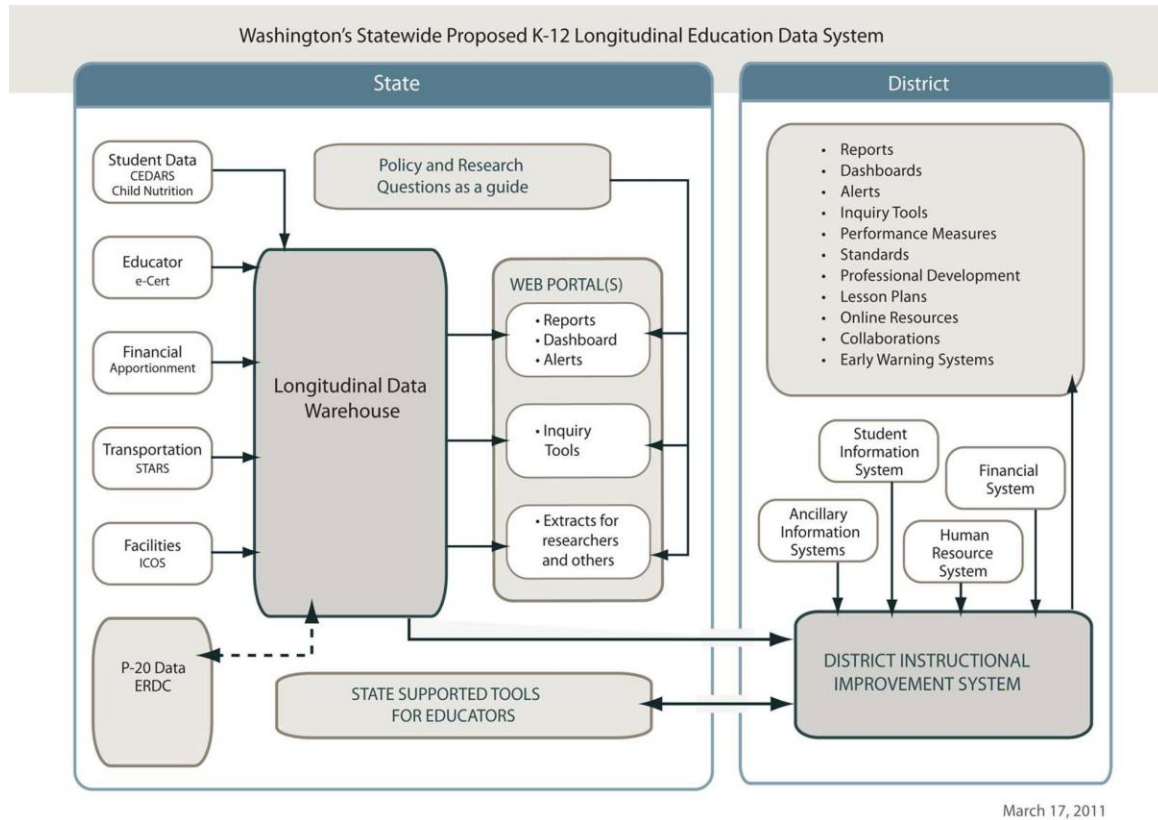 Washington's Statewide Proposed K-12 Longitudinal Education Data System
State
Student Data
CEDARS
Child Nutrition
Educator
e-Cert
Financial
Apportionment
Transportation
STARS
Facilities
ICOS
P-20 Data
ERDC
Policy and Research
Questions as a guide
Longitudinal Data
Warehouse
WEB PORTAL(S)
• Reports
• Dashboard
• Alerts
• Inquiry
Tools
• Extracts for
researchers
and others
STATE SUPPORTED TOOLS
FOR EDUCATORS
District
• Reports
• Dashboards
• Alerts
• Inquiry Tools
• Performance Measures
• Standards
• Professional Development
• Lesson Plans
• Online Resources
• Collaborations
• Early Warning Systems
Ancillary
Information
Systems
Student
Information
System
Human
Resource
System
Financial
System
DISTRICT INSTRUCTIONAL
IMPROVEMENT SYSTEM
March 17, 2011